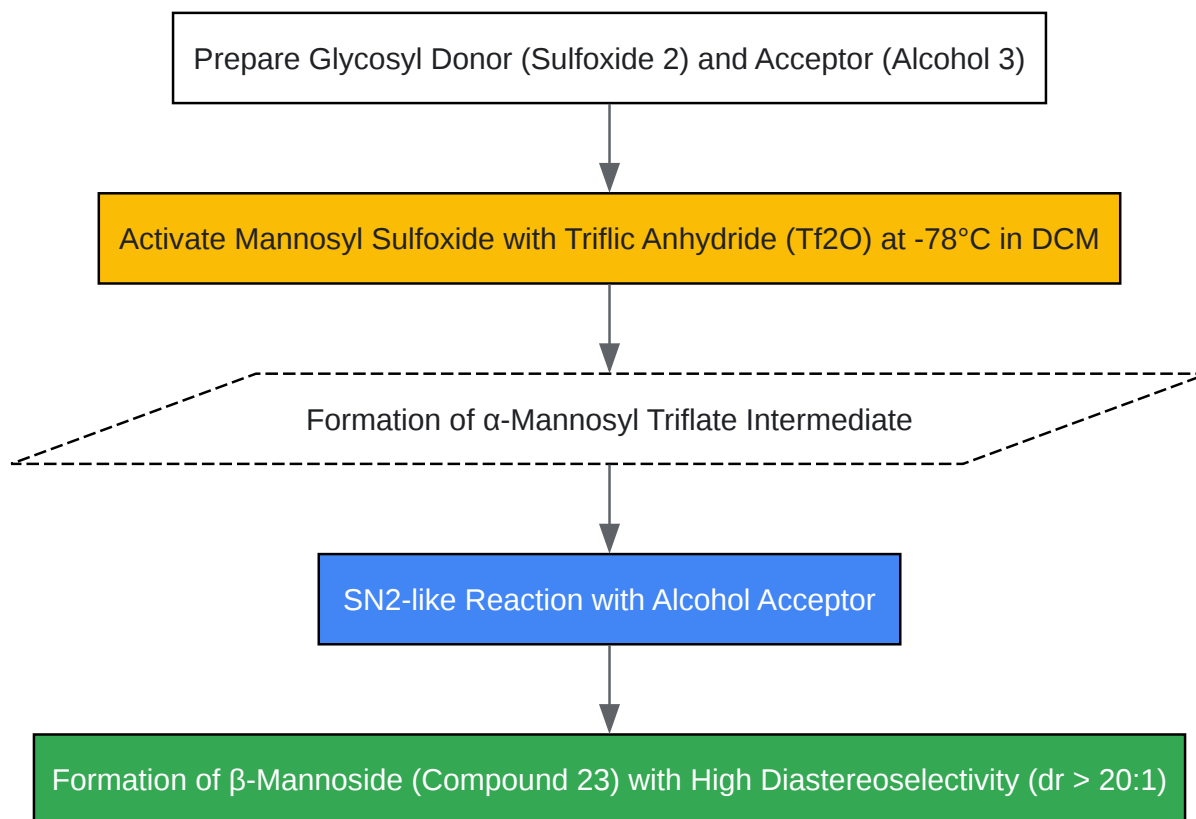 Prepare Glycosyl Donor (Sulfoxide 2) and Acceptor (Alcohol 3)
Activate Mannosyl Sulfoxide with Triflic Anhydride (Tf2O) at -78°C in DCM
Formation of α-Mannosyl Triflate Intermediate
SN2-like Reaction with Alcohol Acceptor
Formation of β-Mannoside (Compound 23) with High Diastereoselectivity (dr > 20:1)